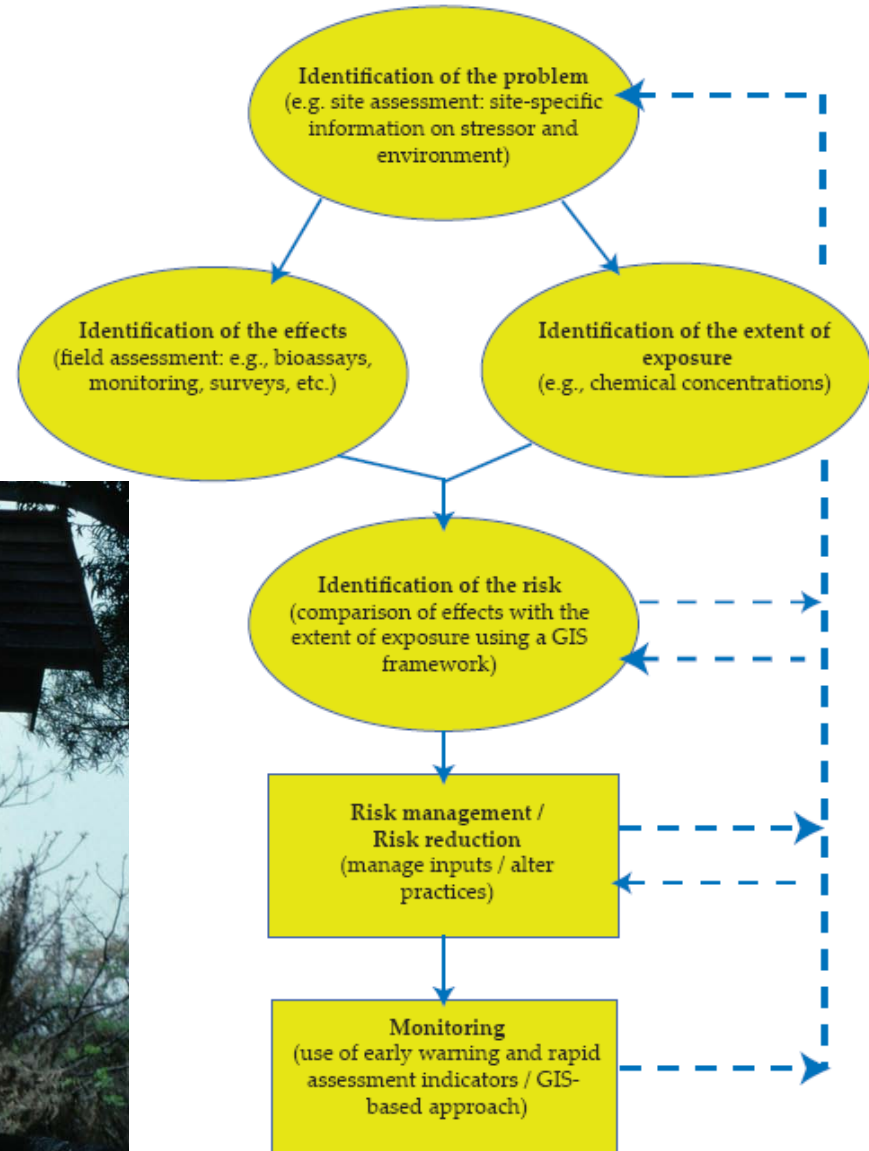 Identification of the problem
(e.g. site assessment: site-specific
information on stressor and
environment)
Identification of the effects
(field assessment: e.g., bioassays,
monitoring, surveys, etc.)
Identification of the extent of
exposure
(e.g., chemical concentrations)
Identification of the risk
(comparison of effects with the
extent of exposure using a GIS
framework)
Risk management /
Risk reduction
(manage inputs / alter
practices)
Monitoring
(use of early warning and rapid
assessment indicators / GIS-
based approach)